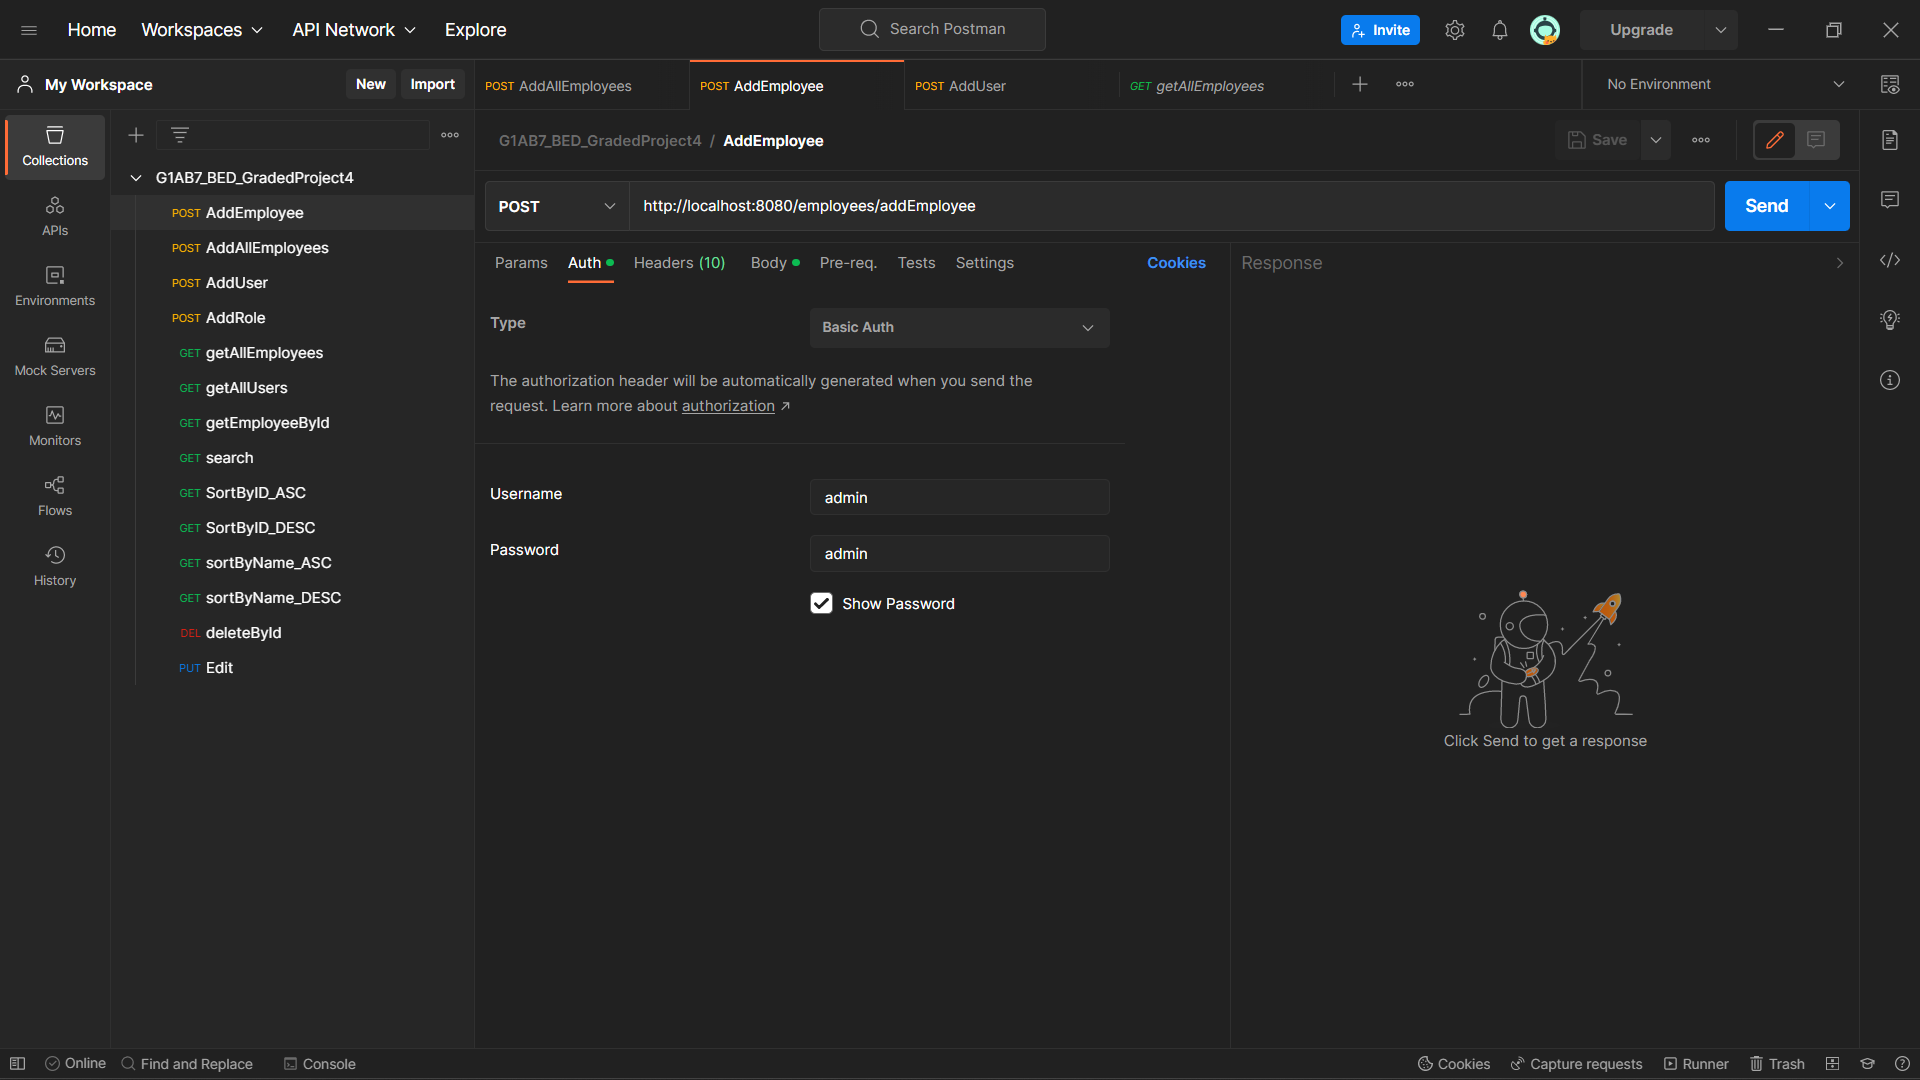 Home Workspaces API Network Explore Search Postman Invite Upgrade
My Workspace New Import POST AddAllEmployees POST AddEmployee POST AddUser GET getAllEmployees No Environment
G1AB7_BED_GradedProject4 / AddEmployee Save
Collections
APIs
Environments
Mock Servers
Monitors
Flows
History
G1AB7_BED_GradedProject4
POST AddEmployee
POST AddAllEmployees
POST AddUser
POST AddRole
GET getAllEmployees
GET getAllUsers
GET getEmployeeById
GET search
GET SortByID_ASC
GET SortByID_DESC
GET sortByName_ASC
GET sortByName_DESC
DEL deleteById
PUT Edit
POST http://localhost:8080/employees/addEmployee Send
Params Auth Headers (10) Body Pre-req. Tests Settings Cookies
Type Basic Auth
The authorization header will be automatically generated when you send the
request. Learn more about authorization ↗
Username admin
Password admin
Show Password
Response
Click Send to get a response
Online Find and Replace Console Cookies Capture requests Runner Trash